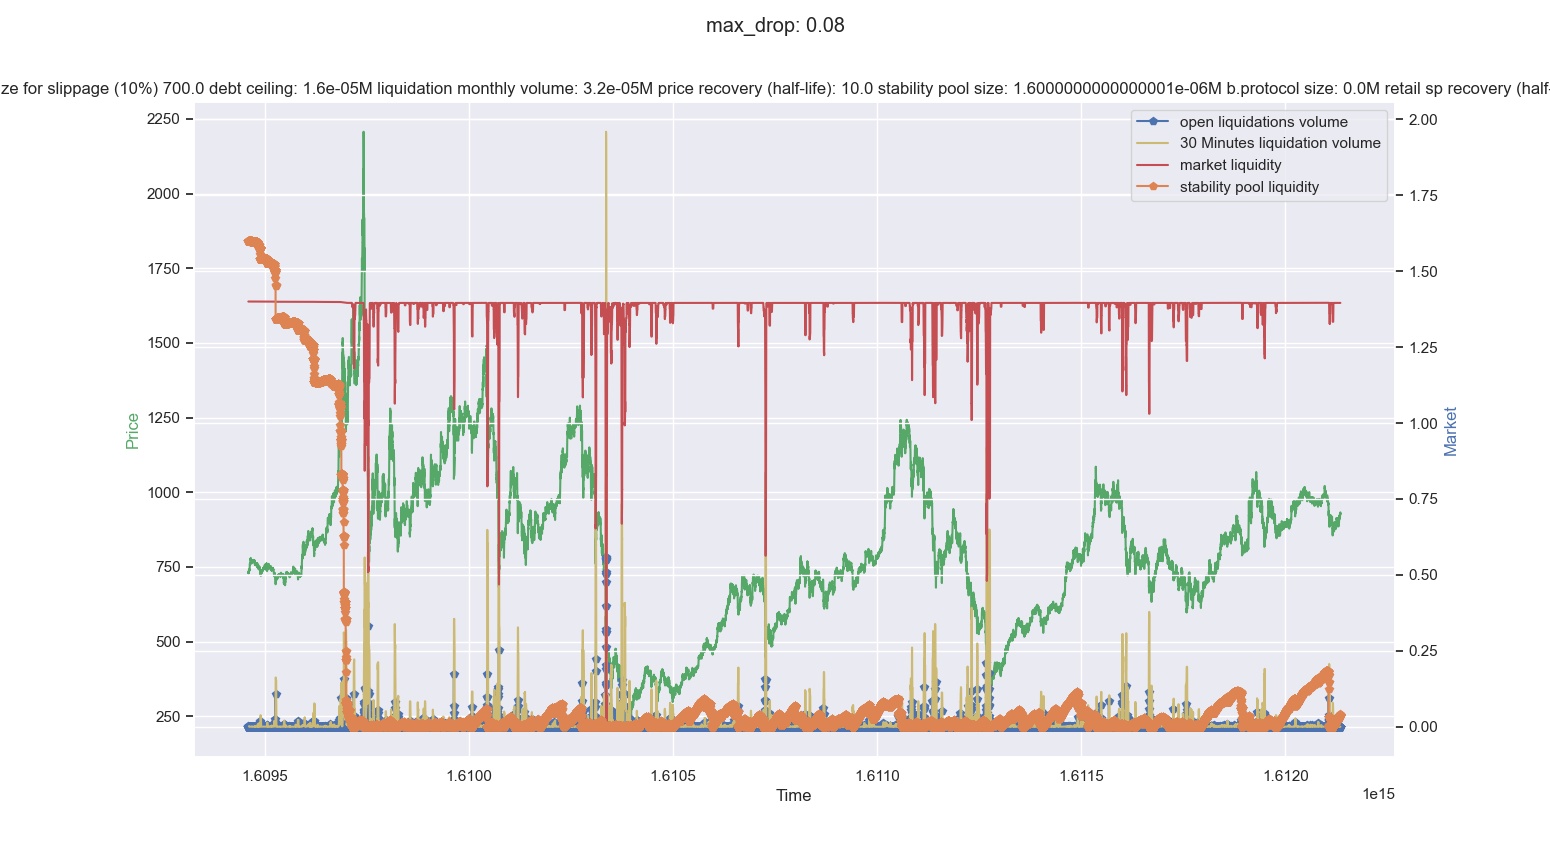 max_drop: 0.08
ze for slippage (10%) 700.0 debt ceiling: 1.6e-05M liquidation monthly volume: 3.2e-05M price recovery (half-life): 10.0 stability pool size: 1.6000000000000001e-06M b.protocol size: 0.0M retail sp recovery (half-
open liquidations volume
30 Minutes liquidation volume
market liquidity
stability pool liquidity
2250
2000
1750
1500
1250
1000
750
500
250
Price
2.00
1.75
1.50
1.25
1.00
0.75
0.50
0.25
0.00
Market
1.6095
1.6100
1.6105
1.6110
1.6115
1.6120
1e15
Time